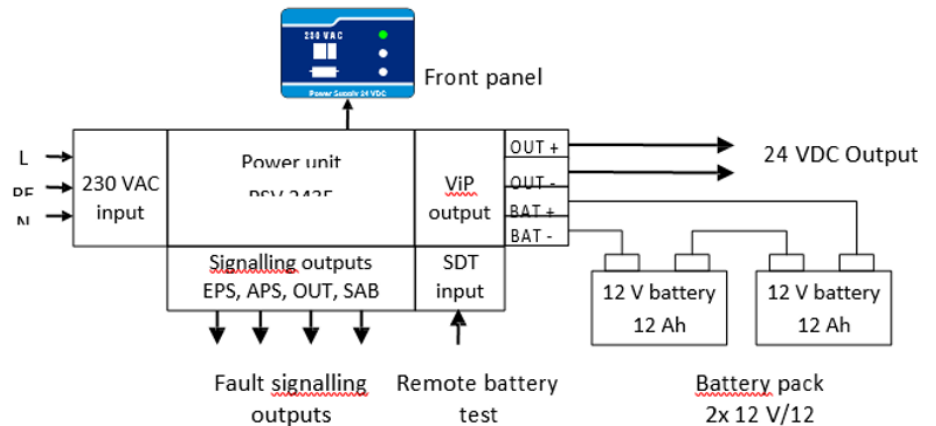 230 VAC
Power Supply 24 VDC
Front panel
L
N
230 VAC
input
Power unit
ViP
output
OUT +
OUT -
BAT +
BAT -
24 VDC Output
Signalling outputs
EPS, APS, OUT, SAB
SDT
input
12 V battery
12 Ah
12 V battery
12 Ah
Fault signalling
outputs
Remote battery
test
Battery pack
2x 12 V/12